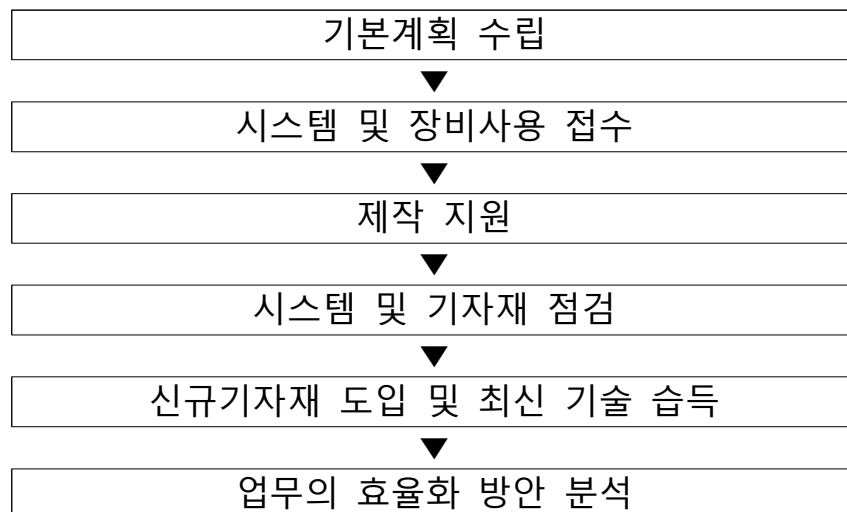 기본계획 수립
시스템 및 장비사용 접수
제작 지원
시스템 및 기자재 점검
신규기자재 도입 및 최신 기술 습득
업무의 효율화 방안 분석